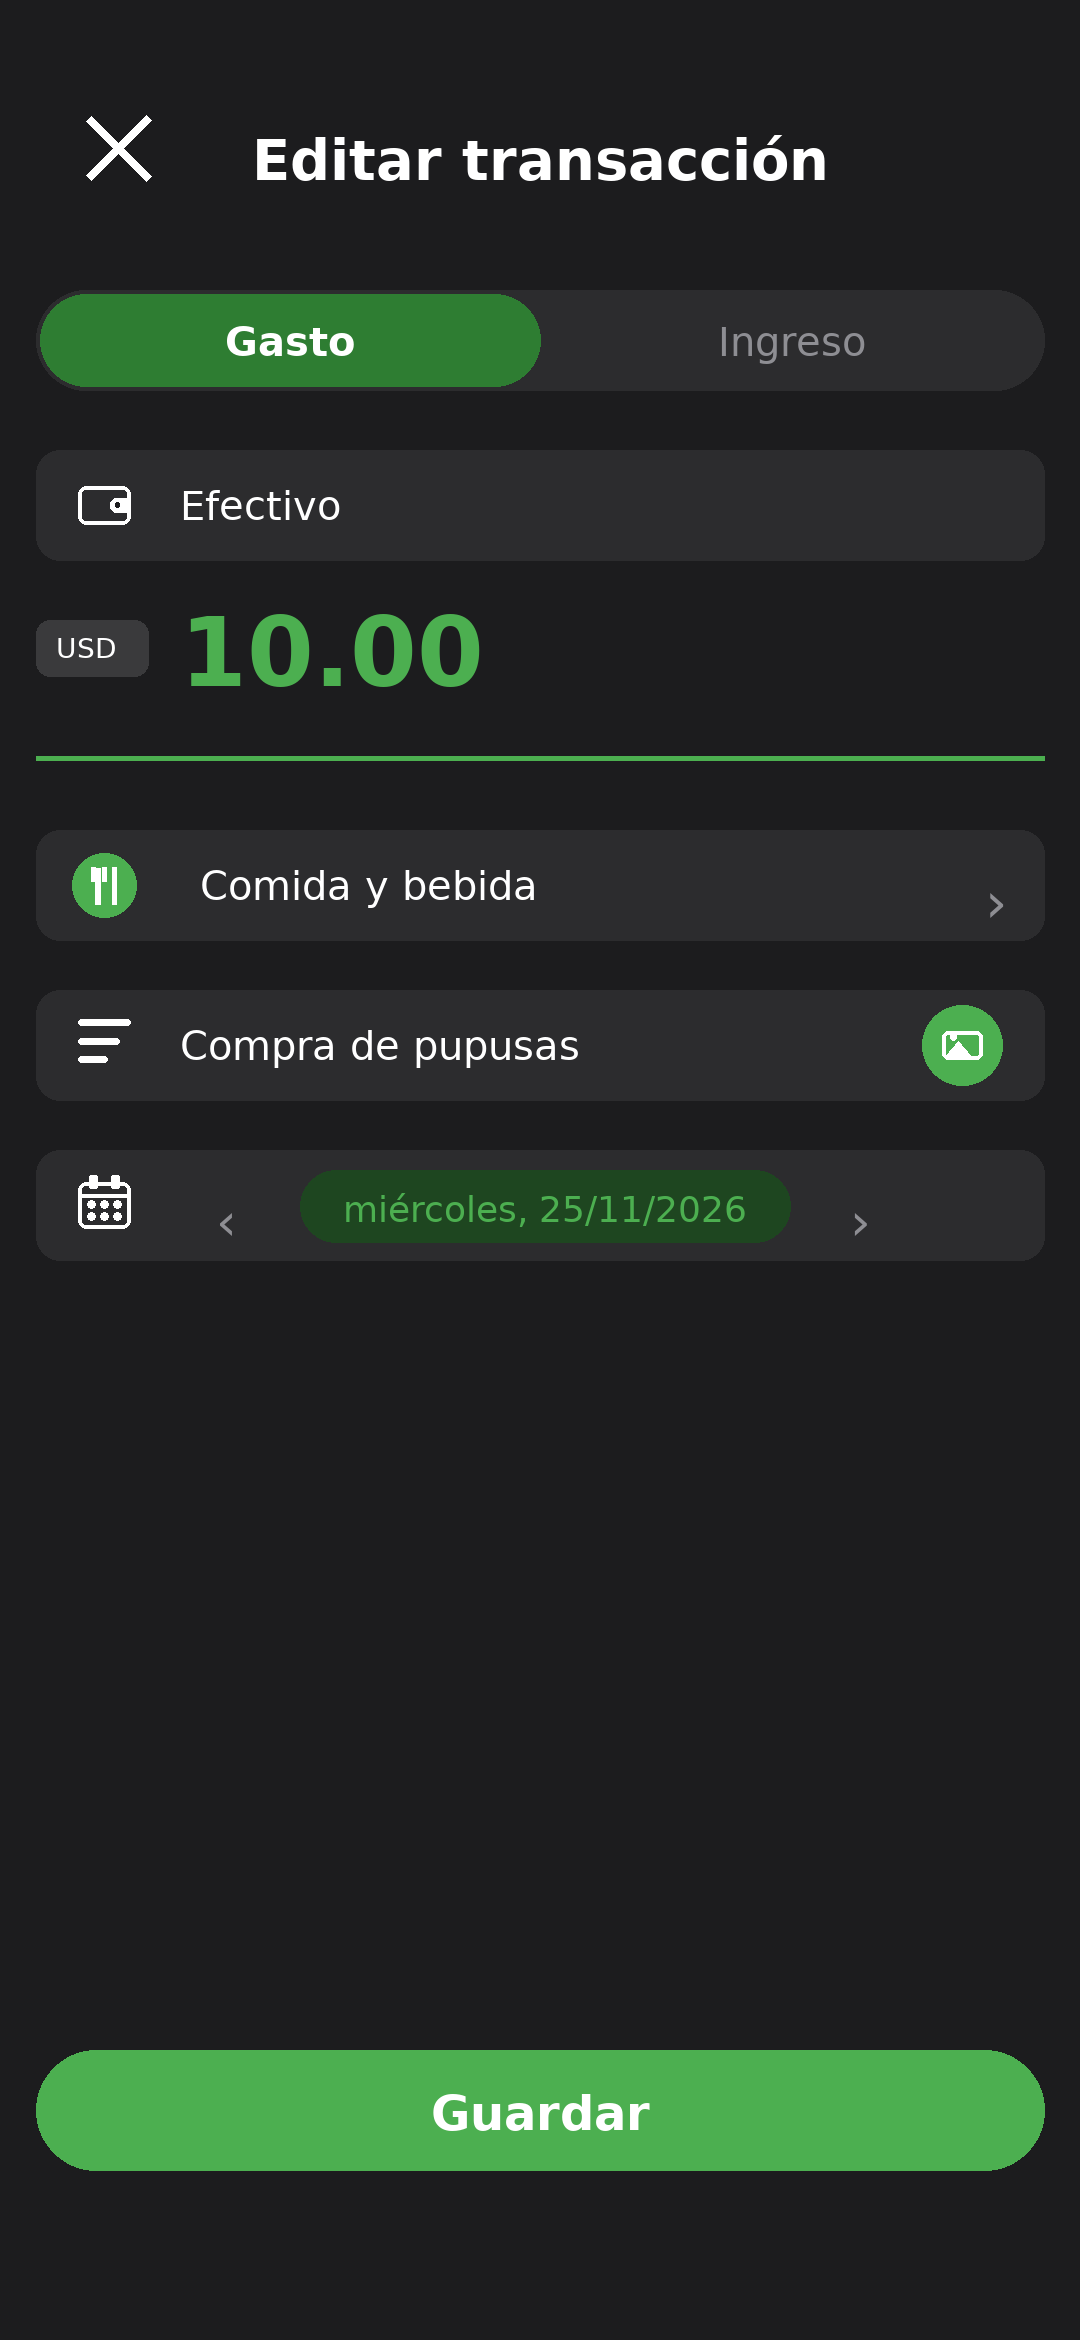 Editar transacción
Gasto
Ingreso
Efectivo
USD 10.00
Comida y bebida
Compra de pupusas
miércoles, 25/11/2026
Guardar